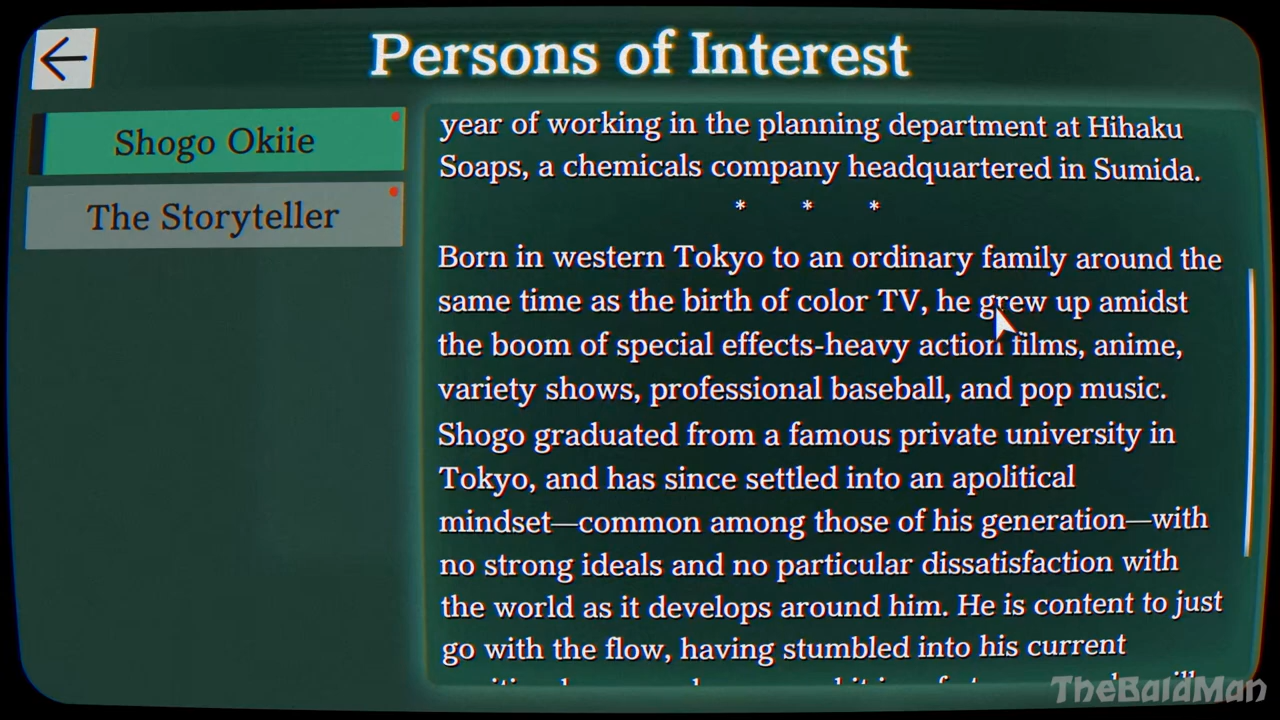 Persons of Interest
Shogo Okiie
The Storyteller
year of working in the planning department at Hihaku
Soaps, a chemicals company headquartered in Sumida.
* * *
Born in western Tokyo to an ordinary family around the
same time as the birth of color TV, he grew up amidst
the boom of special effects-heavy action films, anime,
variety shows, professional baseball, and pop music.
Shogo graduated from a famous private university in
Tokyo, and has since settled into an apolitical
mindset—common among those of his generation—with
no strong ideals and no particular dissatisfaction with
the world as it develops around him. He is content to just
go with the flow, having stumbled into his current
TheBaldMan